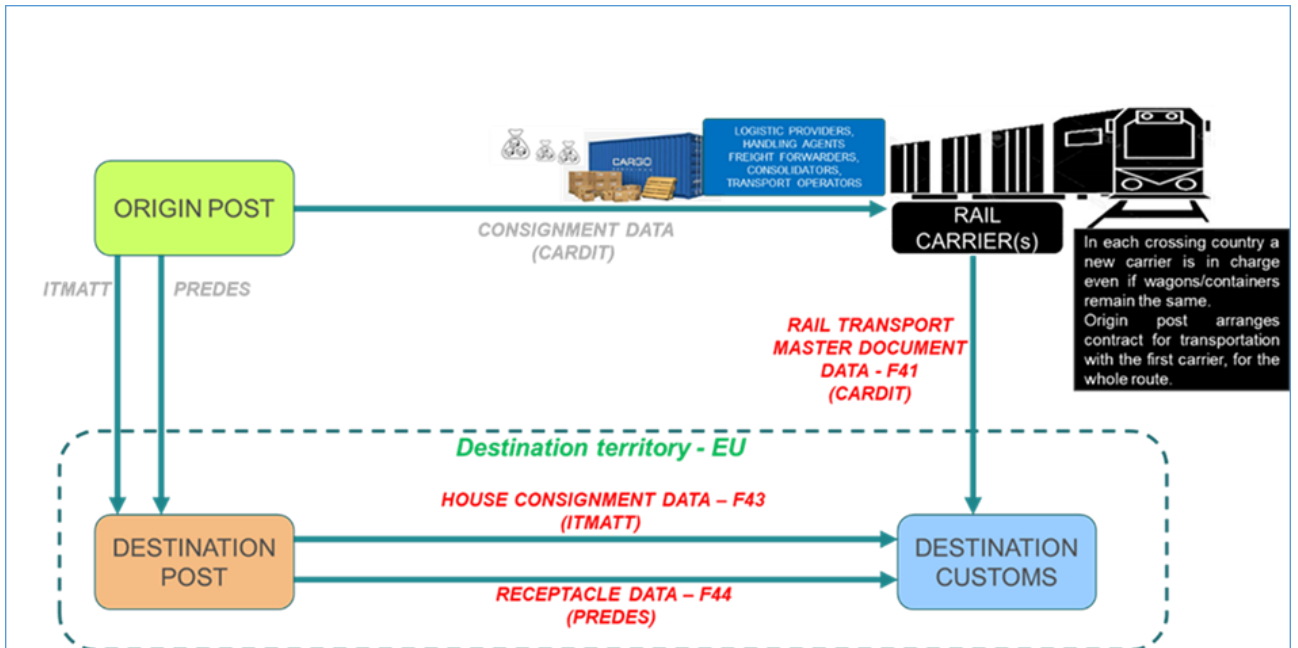 LOGISTIC PROVIDERS,
HANDLING AGENTS
FREIGHT FORWARDERS,
CONSOLIDATORS,
TRANSPORT OPERATORS
CARGO
ORIGIN POST
CONSIGNMENT DATA
(CARDIT)
RAIL
CARRIER(s)
In each crossing country a
new carrier is in charge
even if wagons/containers
remain the same.
Origin post arranges
contract for transportation
with the first carrier, for the
whole route.
ITMATT
PREDES
RAIL TRANSPORT
MASTER DOCUMENT
DATA - F41
(CARDIT)
Destination territory - EU
HOUSE CONSIGNMENT DATA – F43
(ITMATT)
DESTINATION
POST
DESTINATION
CUSTOMS
RECEPTACLE DATA – F44
(PREDES)